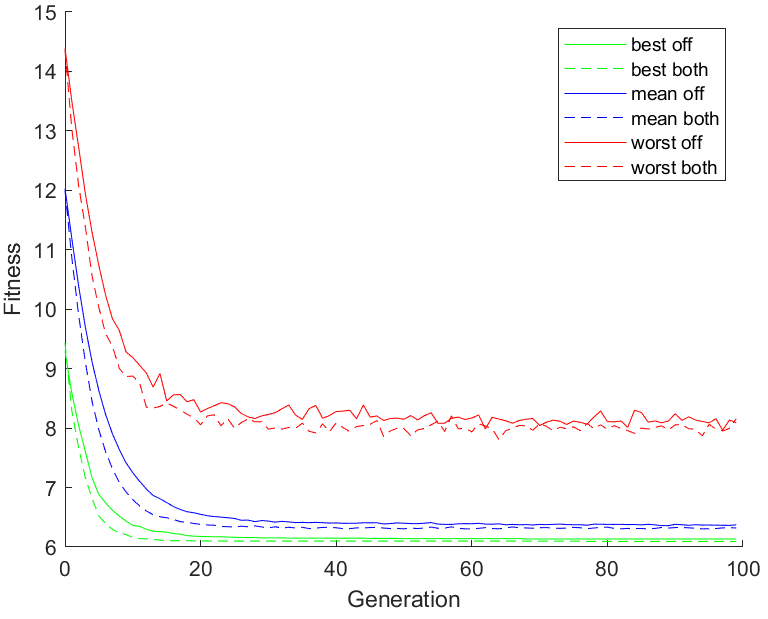 15
14
13
12
11
10
9
8
7
6
Fitness
0
20
40
60
80
100
Generation
best off
best both
mean off
mean both
worst off
worst both